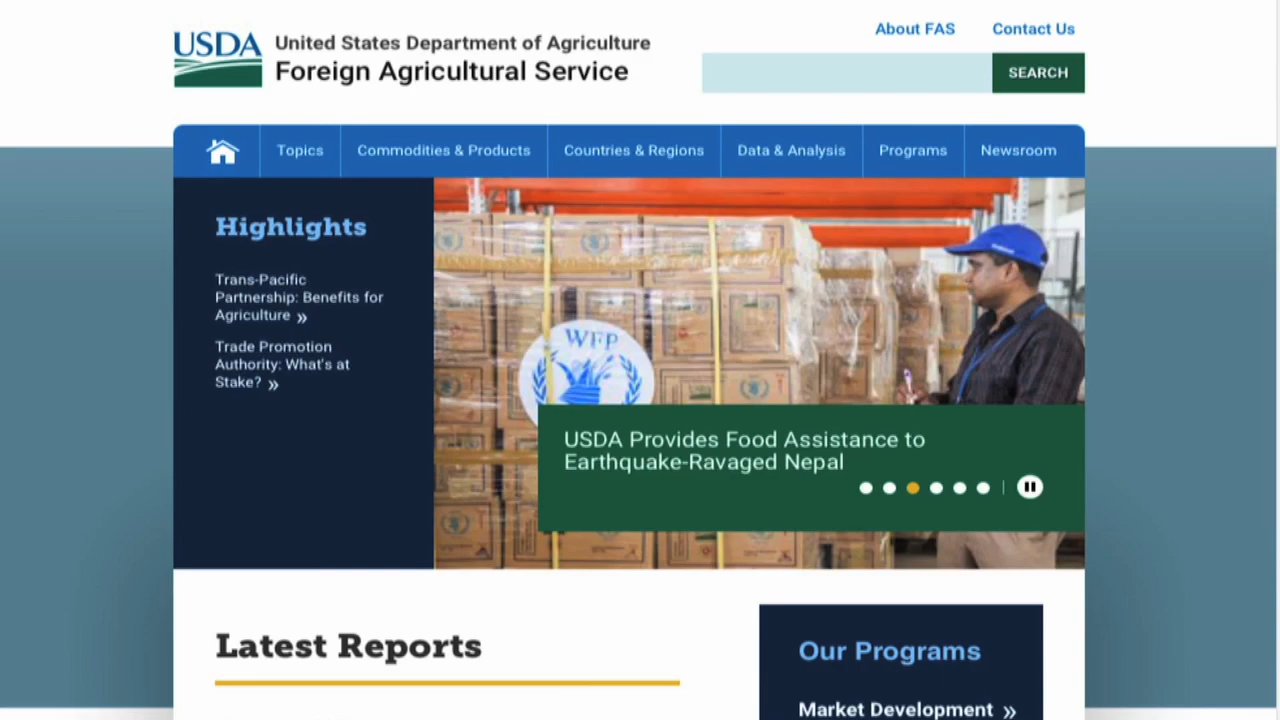 About FAS
Contact Us
USDA
United States Department of Agriculture
Foreign Agricultural Service
SEARCH
Topics
Commodities & Products
Countries & Regions
Data & Analysis
Programs
Newsroom
Highlights
Trans-Pacific
Partnership: Benefits for
Agriculture »
Trade Promotion
Authority: What's at
Stake? »
WFP
USDA Provides Food Assistance to
Earthquake-Ravaged Nepal
Latest Reports
Our Programs
Market Development »